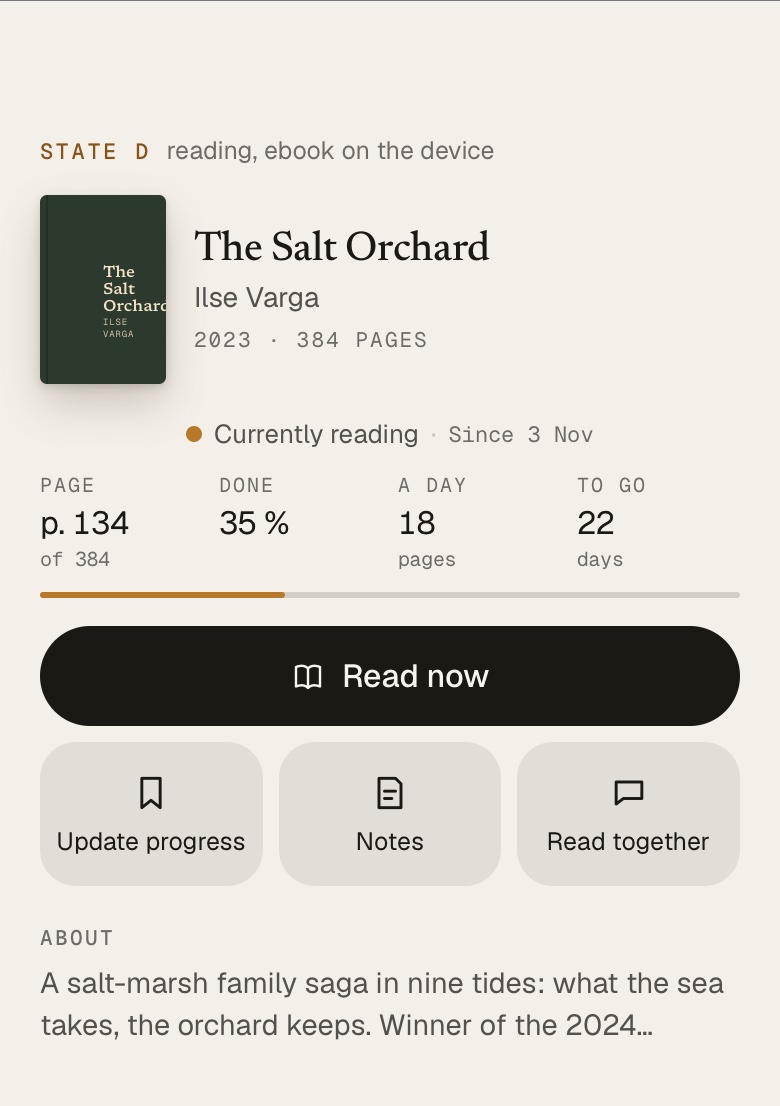 STATE D reading, ebook on the device
The
Salt
Orchard
ILSE
VARGA
The Salt Orchard
Ilse Varga
2023 · 384 PAGES
Currently reading · Since 3 Nov
PAGE DONE A DAY TO GO
p. 134 35 % 18 22
of 384 pages days
Read now
Update progress Notes Read together
ABOUT
A salt-marsh family saga in nine tides: what the sea
takes, the orchard keeps. Winner of the 2024…